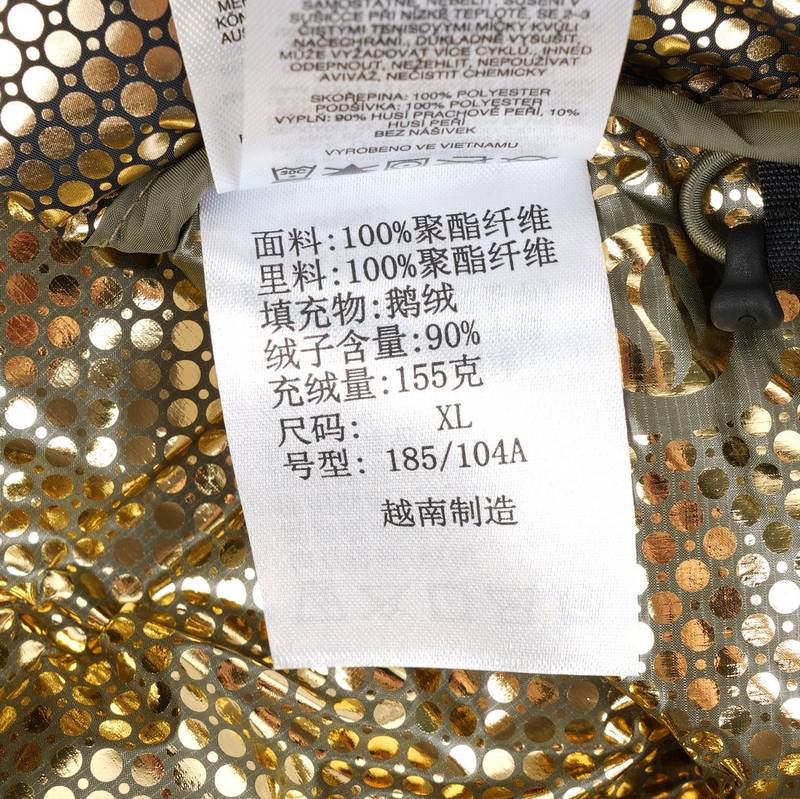 SAMOSTATNĚ, NEBĚLIT, SUŠENÍ V
SUŠIČCE PŘI NÍZKÉ TEPLOTĚ, SE 2-3
ČISTÝMI TENISOVÝMI MÍČKY KVŮLI
NAČECHRÁNÍ, DŮKLADNĚ VYSUŠIT,
MŮŽE VYŽADOVAT VÍCE CYKLŮ, IHNED
ODEPNOUT, NEŽEHLIT, NEPOUŽÍVAT
AVIVÁŽ, NEČISTIT CHEMICKY
SKOŘEPINA: 100% POLYESTER
PODŠÍVKA: 100% POLYESTER
VÝPLŇ: 90% HUSÍ PRACHOVÉ PEŘÍ, 10%
HUSÍ PEŘÍ
BEZ NÁŠIVEK
VYROBENO VE VIETNAMU
30C
面料:100%聚酯纤维
里料:100%聚酯纤维
填充物:鹅绒
绒子含量:90%
充绒量:155克
尺码: XL
号型: 185/104A
越南制造